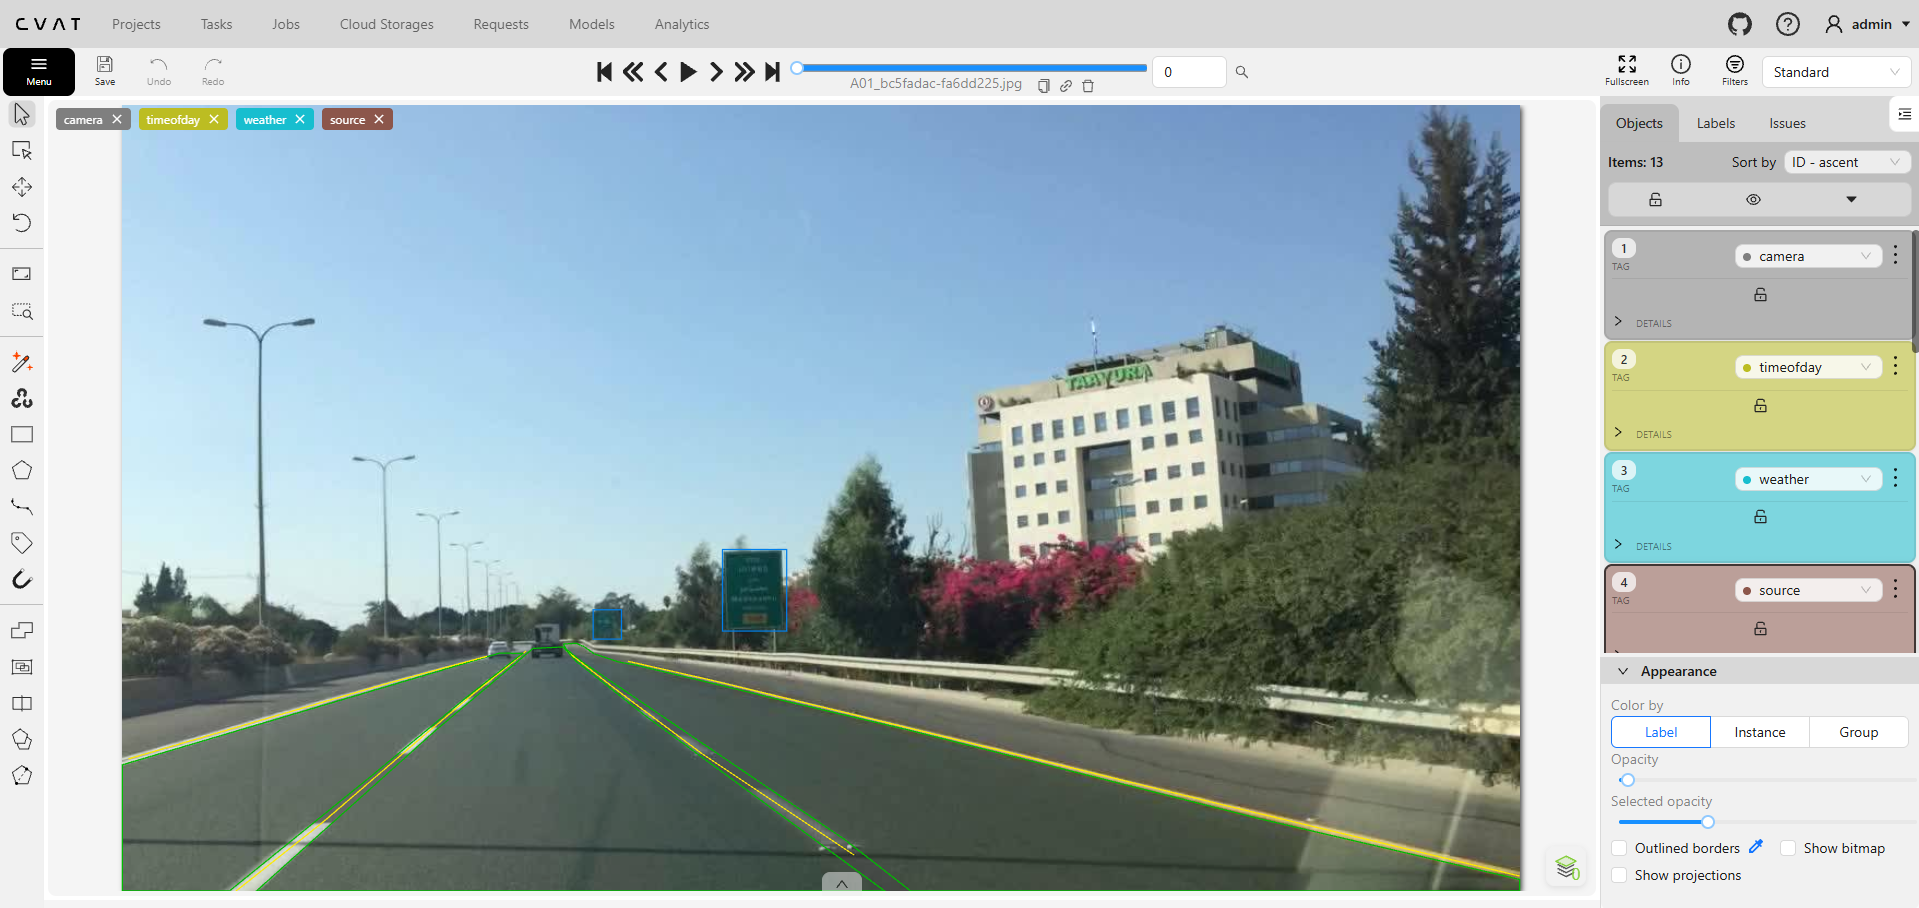 CVAT
Projects
Tasks
Jobs
Cloud Storages
Requests
Models
Analytics
admin
Menu
Save
Undo
Redo
A01_bc5fadac-fa6dd225.jpg
0
Fullscreen
Info
Filters
Standard
camera
timeofday
weather
source
TAAVURA
Objects
Labels
Issues
Items: 13
Sort by
ID - ascent
1
TAG
camera
DETAILS
2
TAG
timeofday
DETAILS
3
TAG
weather
DETAILS
4
TAG
source
Appearance
Color by
Label
Instance
Group
Opacity
Selected opacity
Outlined borders
Show bitmap
Show projections
0